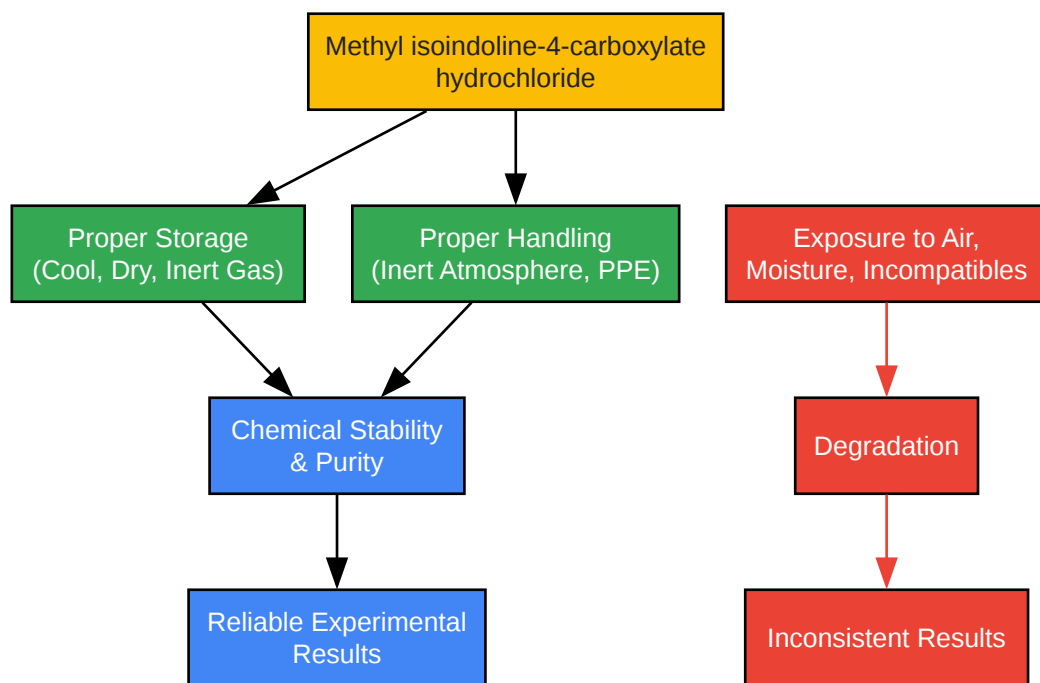 Methyl isoindoline-4-carboxylate
hydrochloride
Proper Storage
(Cool, Dry, Inert Gas)
Proper Handling
(Inert Atmosphere, PPE)
Exposure to Air,
Moisture, Incompatibles
Chemical Stability
& Purity
Degradation
Reliable Experimental
Results
Inconsistent Results